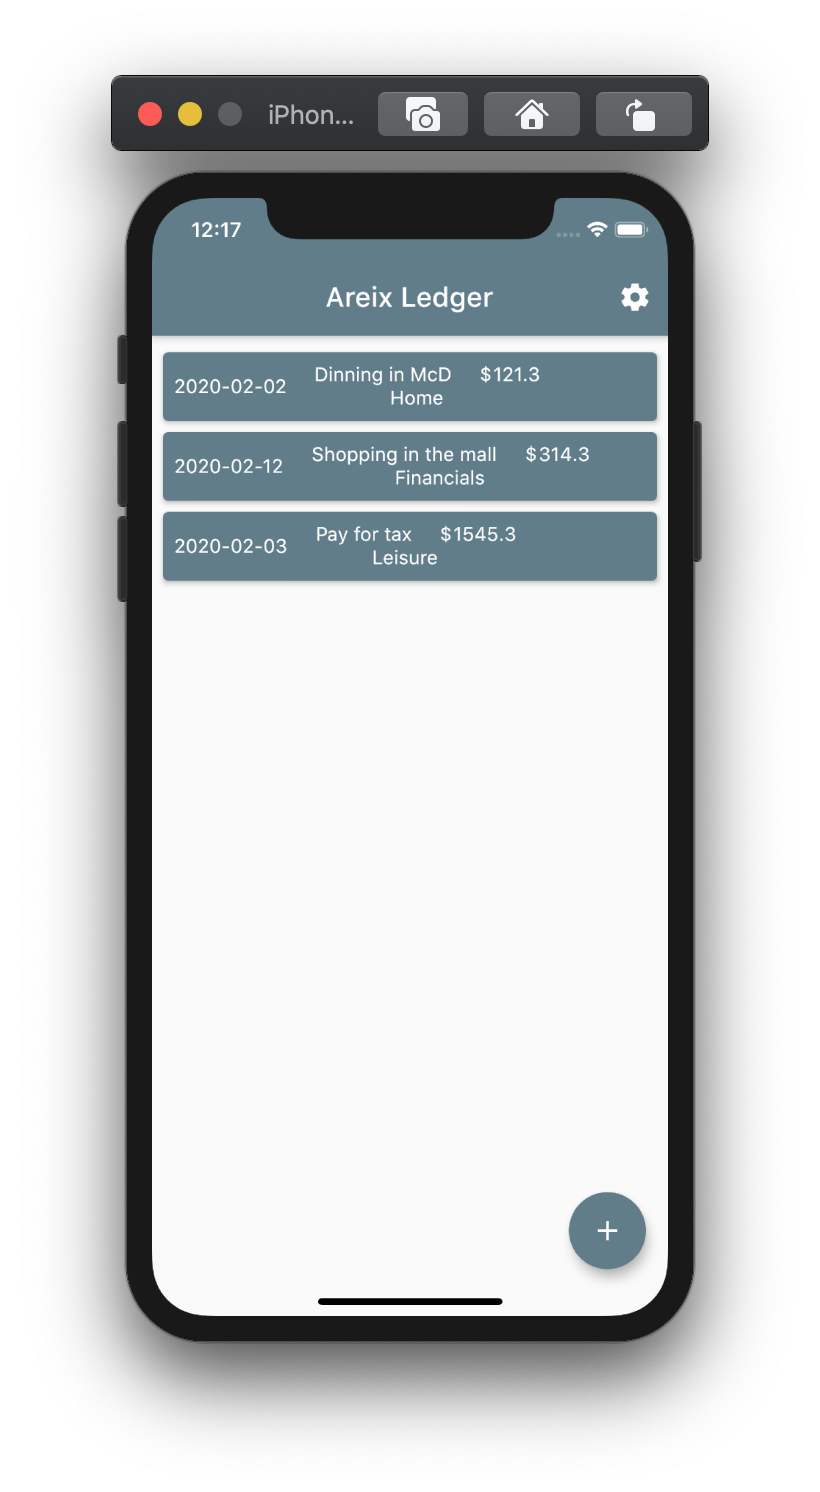 iPhon...
12:17
Areix Ledger
2020-02-02 Dinning in McD $121.3
Home
2020-02-12 Shopping in the mall $314.3
Financials
2020-02-03 Pay for tax $1545.3
Leisure